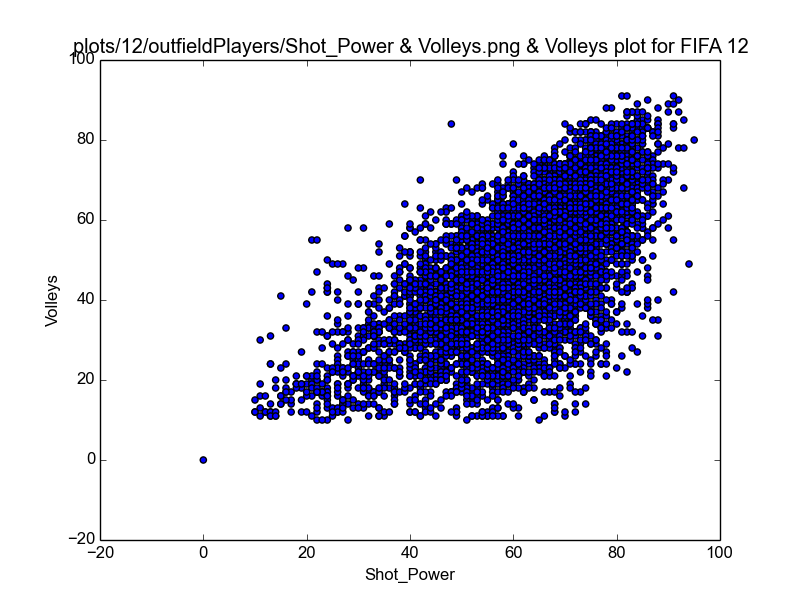 plots/12/outfieldPlayers/Shot_Power & Volleys.png & Volleys plot for FIFA 12
100
80
60
40
20
0
−20
Volleys
−20 0 20 40 60 80 100
Shot_Power